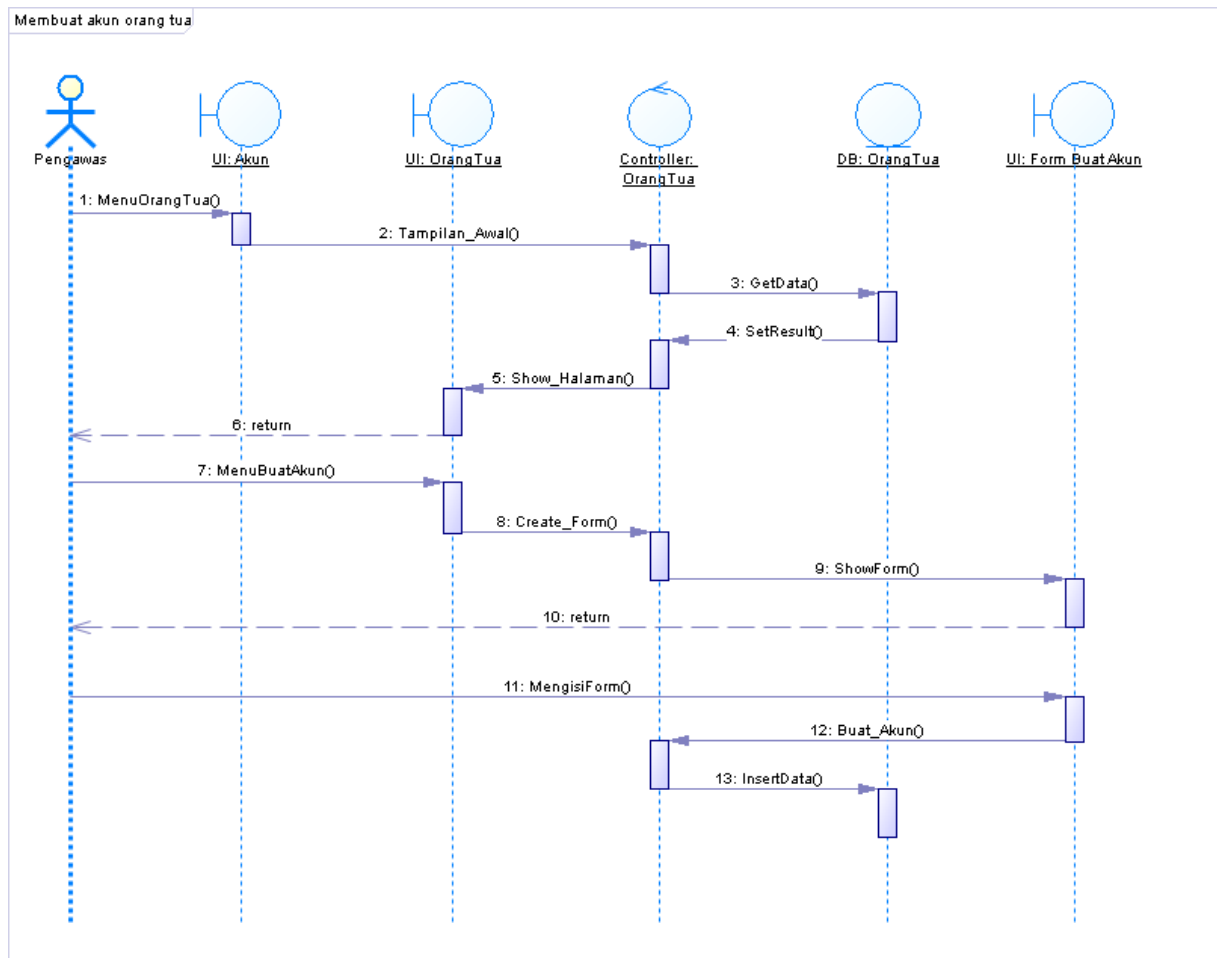 Membuat akun orang tua
Pengawas
UI: Akun
UI: OrangTua
Controller:
OrangTua
DB: OrangTua
UI: Form BuatAkun
1: MenuOrangTua()
2: Tampilan_Awal()
3: GetData()
4: SetResult()
5: Show_Halaman()
6: return
7: MenuBuatAkun()
8: Create_Form()
9: ShowForm()
10: return
11: MengisiForm()
12: Buat_Akun()
13: InsertData()